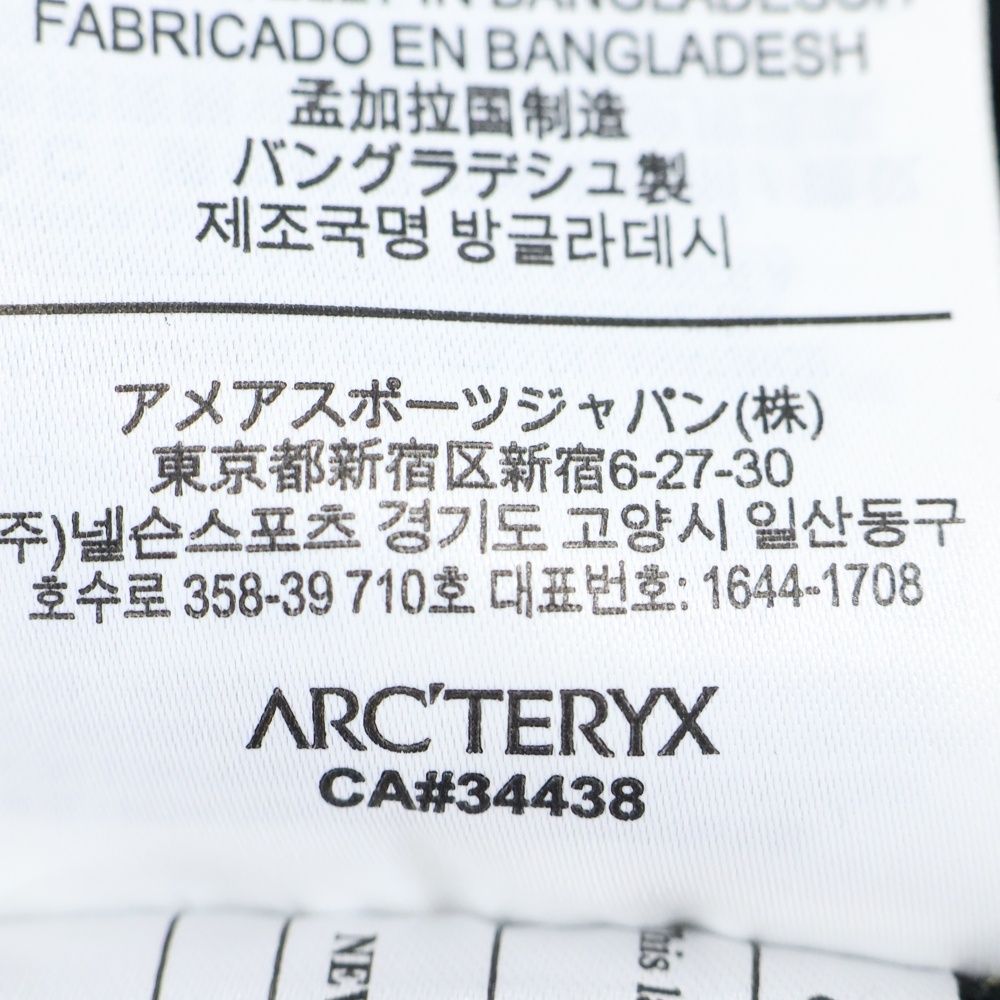 IN BANGLADESCH
FABRICADO EN BANGLADESH
孟加拉国制造
バングラデシュ製
제조국명 방글라데시
アメアスポーツジャパン(株)
東京都新宿区新宿6-27-30
주)넬슨스포츠 경기도 고양시 일산동구
호수로 358-39 710호 대표번호: 1644-1708
ARC'TERYX
CA#34438
NEW
This